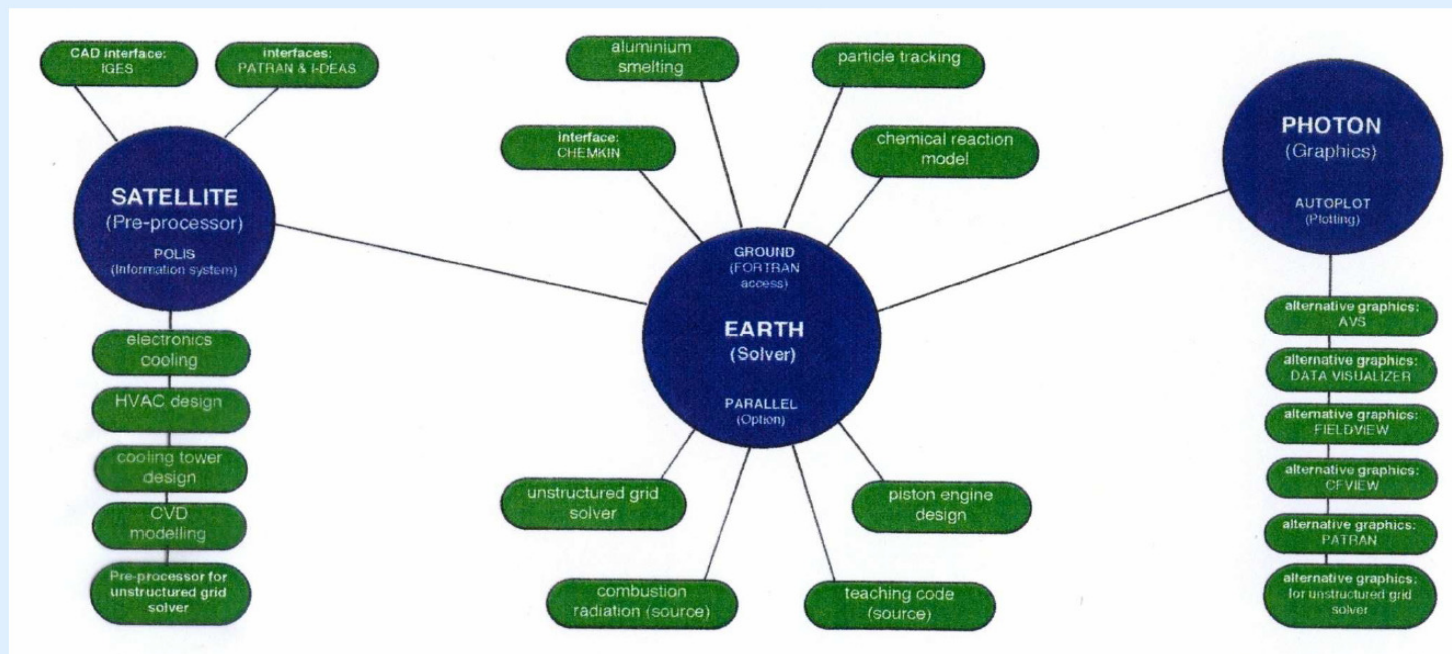 CAD interface:
IGES
interfaces:
PATRAN & I-DEAS
SATELLITE
(Pre-processor)
POLIS
(Information system)
electronics
cooling
HVAC design
cooling tower
design
CVD
modelling
Pre-processor for
unstructured grid
solver
aluminium
smelting
particle tracking
interface:
CHEMKIN
chemical reaction
model
GROUND
(FORTRAN
access)
EARTH
(Solver)
PARALLEL
(Option)
unstructured grid
solver
piston engine
design
combustion
radiation (source)
teaching code
(source)
PHOTON
(Graphics)
AUTOPLOT
(Plotting)
alternative graphics:
AVS
alternative graphics:
DATA VISUALIZER
alternative graphics:
FIELDVIEW
alternative graphics:
CFVIEW
alternative graphics:
PATRAN
alternative graphics:
for unstructured grid
solver